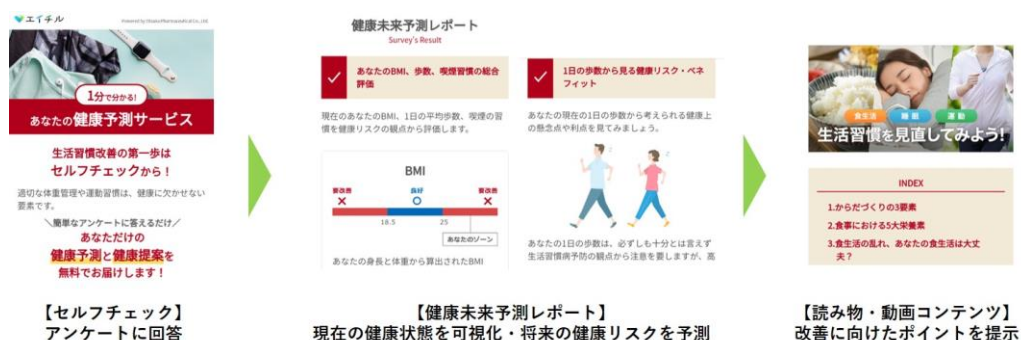 エイチル
Powered by Otsuka Pharmaceutical Co., Ltd.
1分で分かる!
あなたの健康予測サービス
生活習慣改善の第一歩は
セルフチェックから!
適切な体重管理や運動習慣は、健康に欠かせない
要素です。
＼簡単なアンケートに答えるだけ／
あなただけの
健康予測と健康提案を
無料でお届けします!
【セルフチェック】
アンケートに回答
健康未来予測レポート
Survey's Result
あなたのBMI、歩数、喫煙習慣の総合
評価
現在のあなたのBMI、1日の平均歩数、喫煙の習
慣を健康リスクの観点から評価します。
BMI
要改善
良好
要改善
18.5
25
あなたのゾーン
あなたの身長と体重から算出されたBMI
1日の歩数から見る健康リスク・ベネ
フィット
あなたの現在の1日の歩数から考えられる健康上
の懸念点や利点を見てみましょう。
あなたの1日の歩数は、必ずしも十分とは言えず
生活習慣病予防の観点から注意を要しますが、高
【健康未来予測レポート】
現在の健康状態を可視化・将来の健康リスクを予測
食生活
睡眠
運動
生活習慣を見直してみよう!
INDEX
1.からだづくりの3要素
2.食事における5大栄養素
3.食生活の乱れ、あなたの食生活は大丈
夫？
【読み物・動画コンテンツ】
改善に向けたポイントを提示